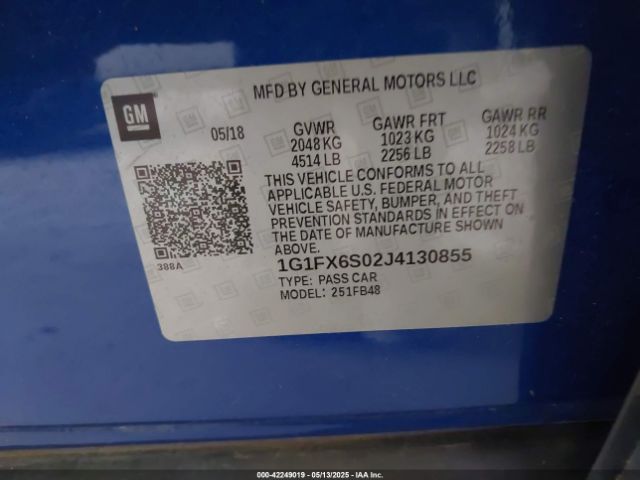 GM
MFD BY GENERAL MOTORS LLC
05/18
GVWR
2048 KG
4514 LB
GAWR FRT
1023 KG
2256 LB
GAWR RR
1024 KG
2258 LB
THIS VEHICLE CONFORMS TO ALL
APPLICABLE U.S. FEDERAL MOTOR
VEHICLE SAFETY, BUMPER, AND THEFT
PREVENTION STANDARDS IN EFFECT ON
THE DATE OF MANUFACTURE SHOWN
ABOVE.
388A
1G1FX6S02J4130855
TYPE: PASS CAR
MODEL: 251FB48
000-42249019 — 05/13/2025 — IAA Inc.